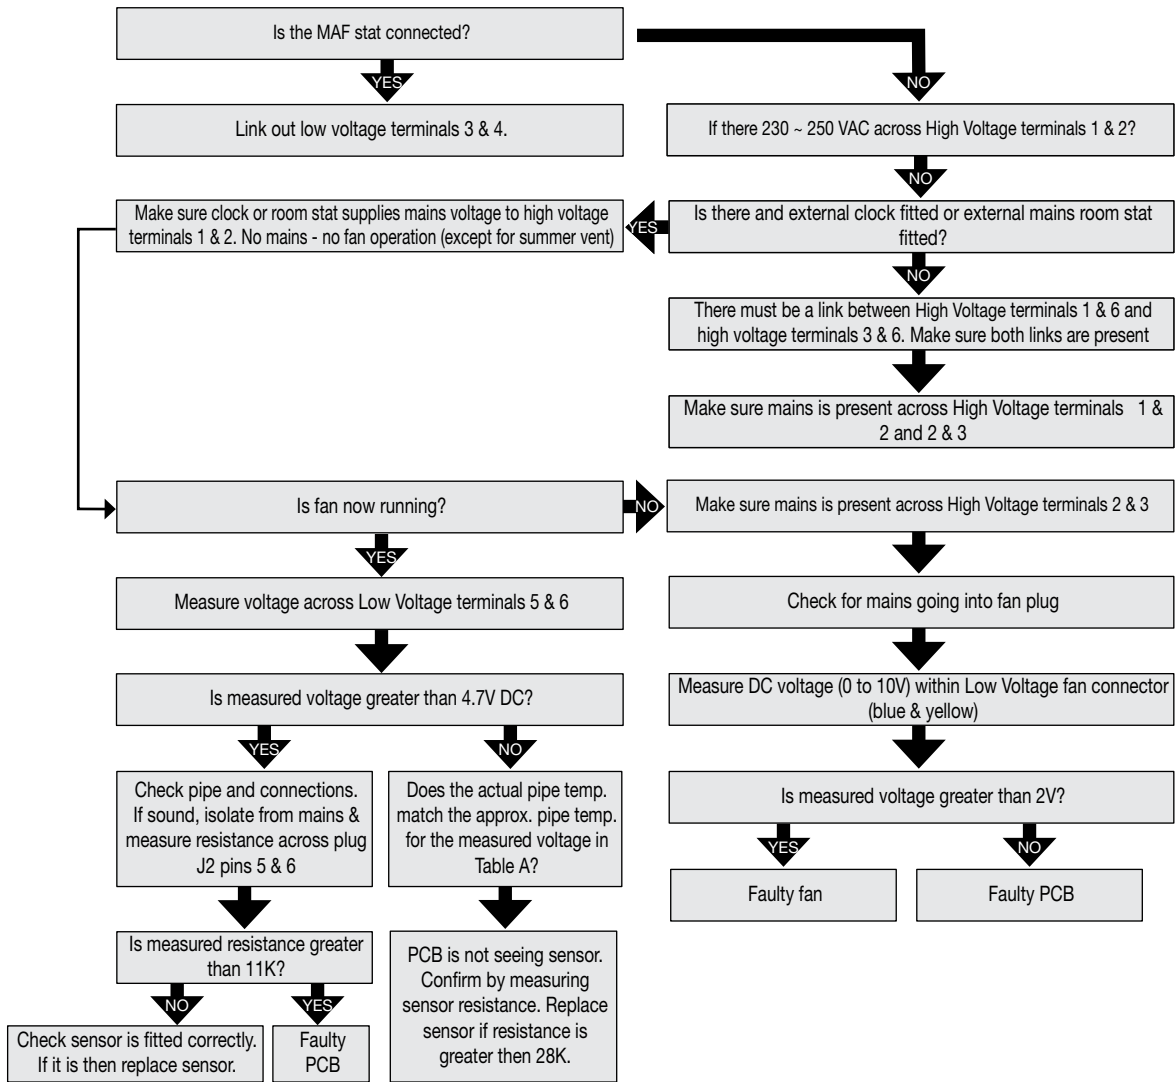 Is the MAF stat connected?
YES
NO
Link out low voltage terminals 3 & 4.
If there 230 ~ 250 VAC across High Voltage terminals 1 & 2?
NO
Make sure clock or room stat supplies mains voltage to high voltage
terminals 1 & 2. No mains - no fan operation (except for summer vent)
YES
Is there and external clock fitted or external mains room stat
fitted?
NO
There must be a link between High Voltage terminals 1 & 6 and
high voltage terminals 3 & 6. Make sure both links are present
Make sure mains is present across High Voltage terminals 1 &
2 and 2 & 3
Is fan now running?
NO
Make sure mains is present across High Voltage terminals 2 & 3
YES
Measure voltage across Low Voltage terminals 5 & 6
Check for mains going into fan plug
Is measured voltage greater than 4.7V DC?
Measure DC voltage (0 to 10V) within Low Voltage fan connector
(blue & yellow)
YES
NO
Check pipe and connections.
If sound, isolate from mains &
measure resistance across plug
J2 pins 5 & 6
Does the actual pipe temp.
match the approx. pipe temp.
for the measured voltage in
Table A?
Is measured voltage greater than 2V?
YES
NO
Faulty fan
Faulty PCB
Is measured resistance greater
than 11K?
PCB is not seeing sensor.
Confirm by measuring
sensor resistance. Replace
sensor if resistance is
greater then 28K.
NO
YES
Check sensor is fitted correctly.
If it is then replace sensor.
Faulty
PCB